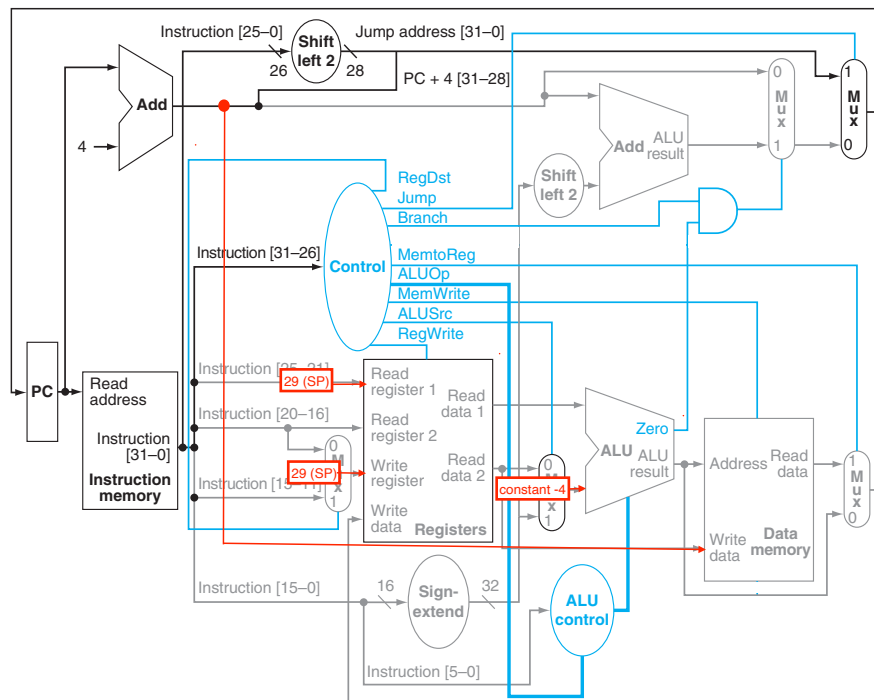 Instruction [25–0]
Jump address [31–0]
Shift
left 2
26
28
PC + 4 [31–28]
Add
4
0
M
u
x
1
1
M
u
x
0
Add
ALU
result
Shift
left 2
RegDst
Jump
Branch
MemtoReg
ALUOp
MemWrite
ALUSrc
RegWrite
Instruction [31–26]
Control
PC
Read
address
Instruction
[31–0]
Instruction
memory
Instruction [25–21]
29 (SP)
Instruction [20–16]
0
M
x
1
29 (SP)
Instruction [15–11]
Read
register 1
Read
register 2
Write
register
Write
data
Read
data 1
Read
data 2
Registers
0
M
x
1
constant -4
Zero
ALU
ALU
result
Address
Read
data
Write
data
Data
memory
1
M
u
x
0
Instruction [15–0]
16
Sign-
extend
32
ALU
control
Instruction [5–0]